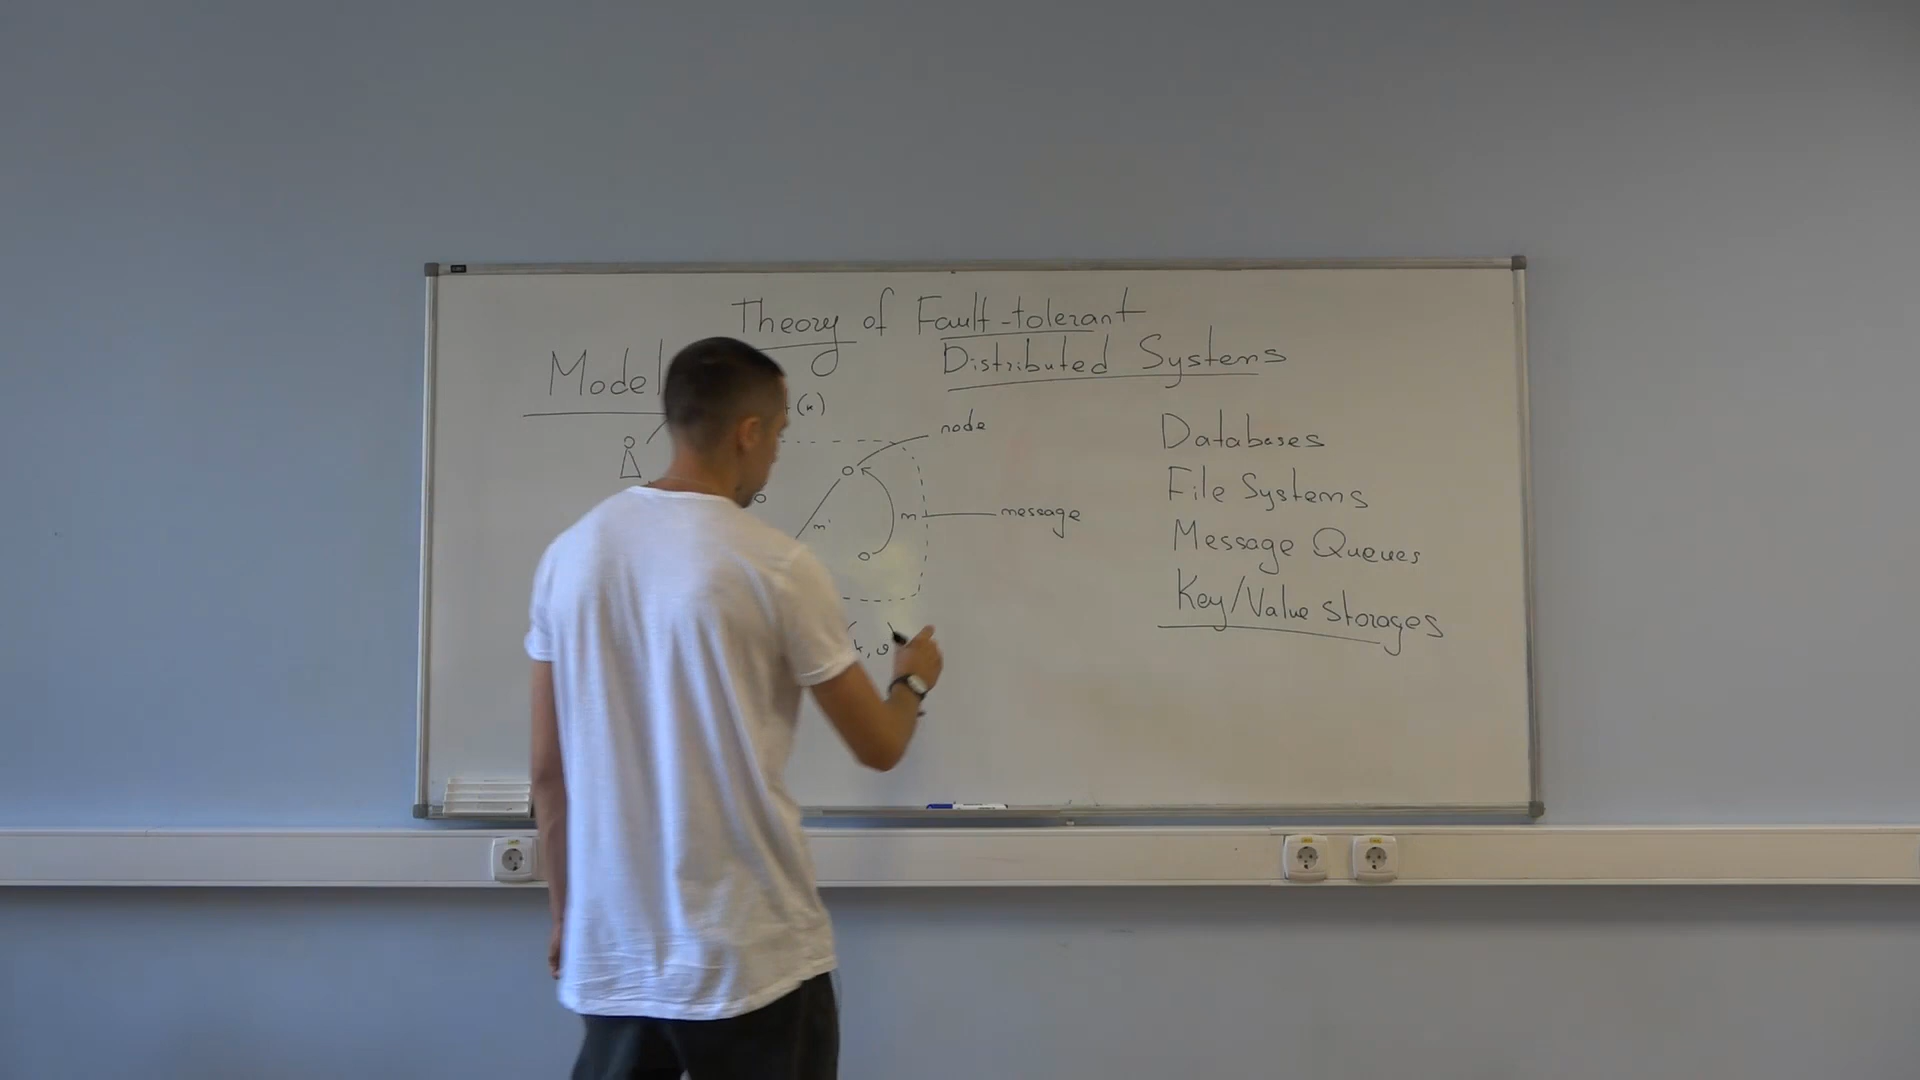 Theory of Fault-tolerant
Distributed Systems
Model
(k)
node
m'
m
message
k, v
Databases
File Systems
Message Queues
Key/Value Storages